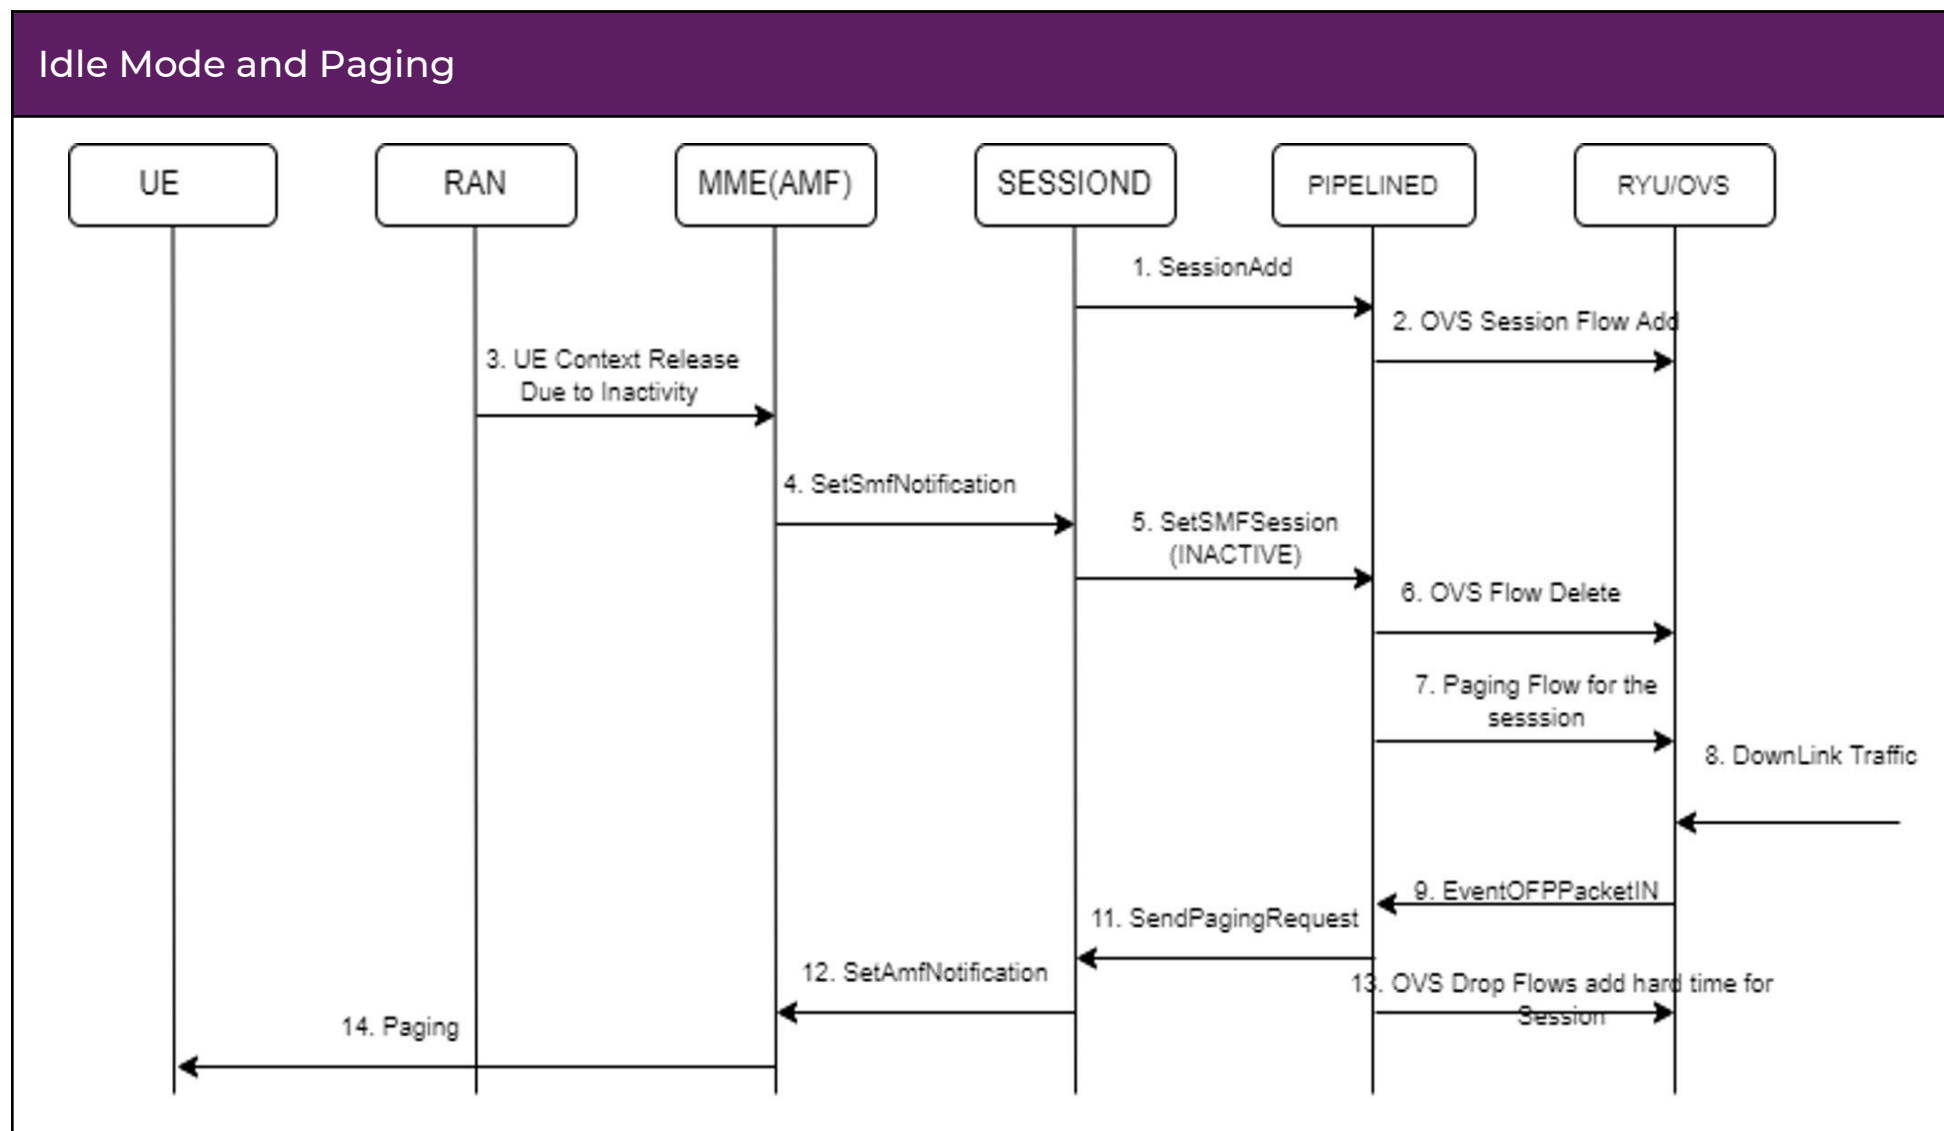 Idle Mode and Paging
UE
RAN
MME(AMF)
SESSIOND
PIPELINED
RYU/OVS
1. SessionAdd
2. OVS Session Flow Add
3. UE Context Release
Due to Inactivity
4. SetSmfNotification
5. SetSMFSession
(INACTIVE)
6. OVS Flow Delete
7. Paging Flow for the
sesssion
8. DownLink Traffic
9. EventOFPPacketIN
11. SendPagingRequest
12. SetAmfNotification
13. OVS Drop Flows add hard time for
Session
14. Paging